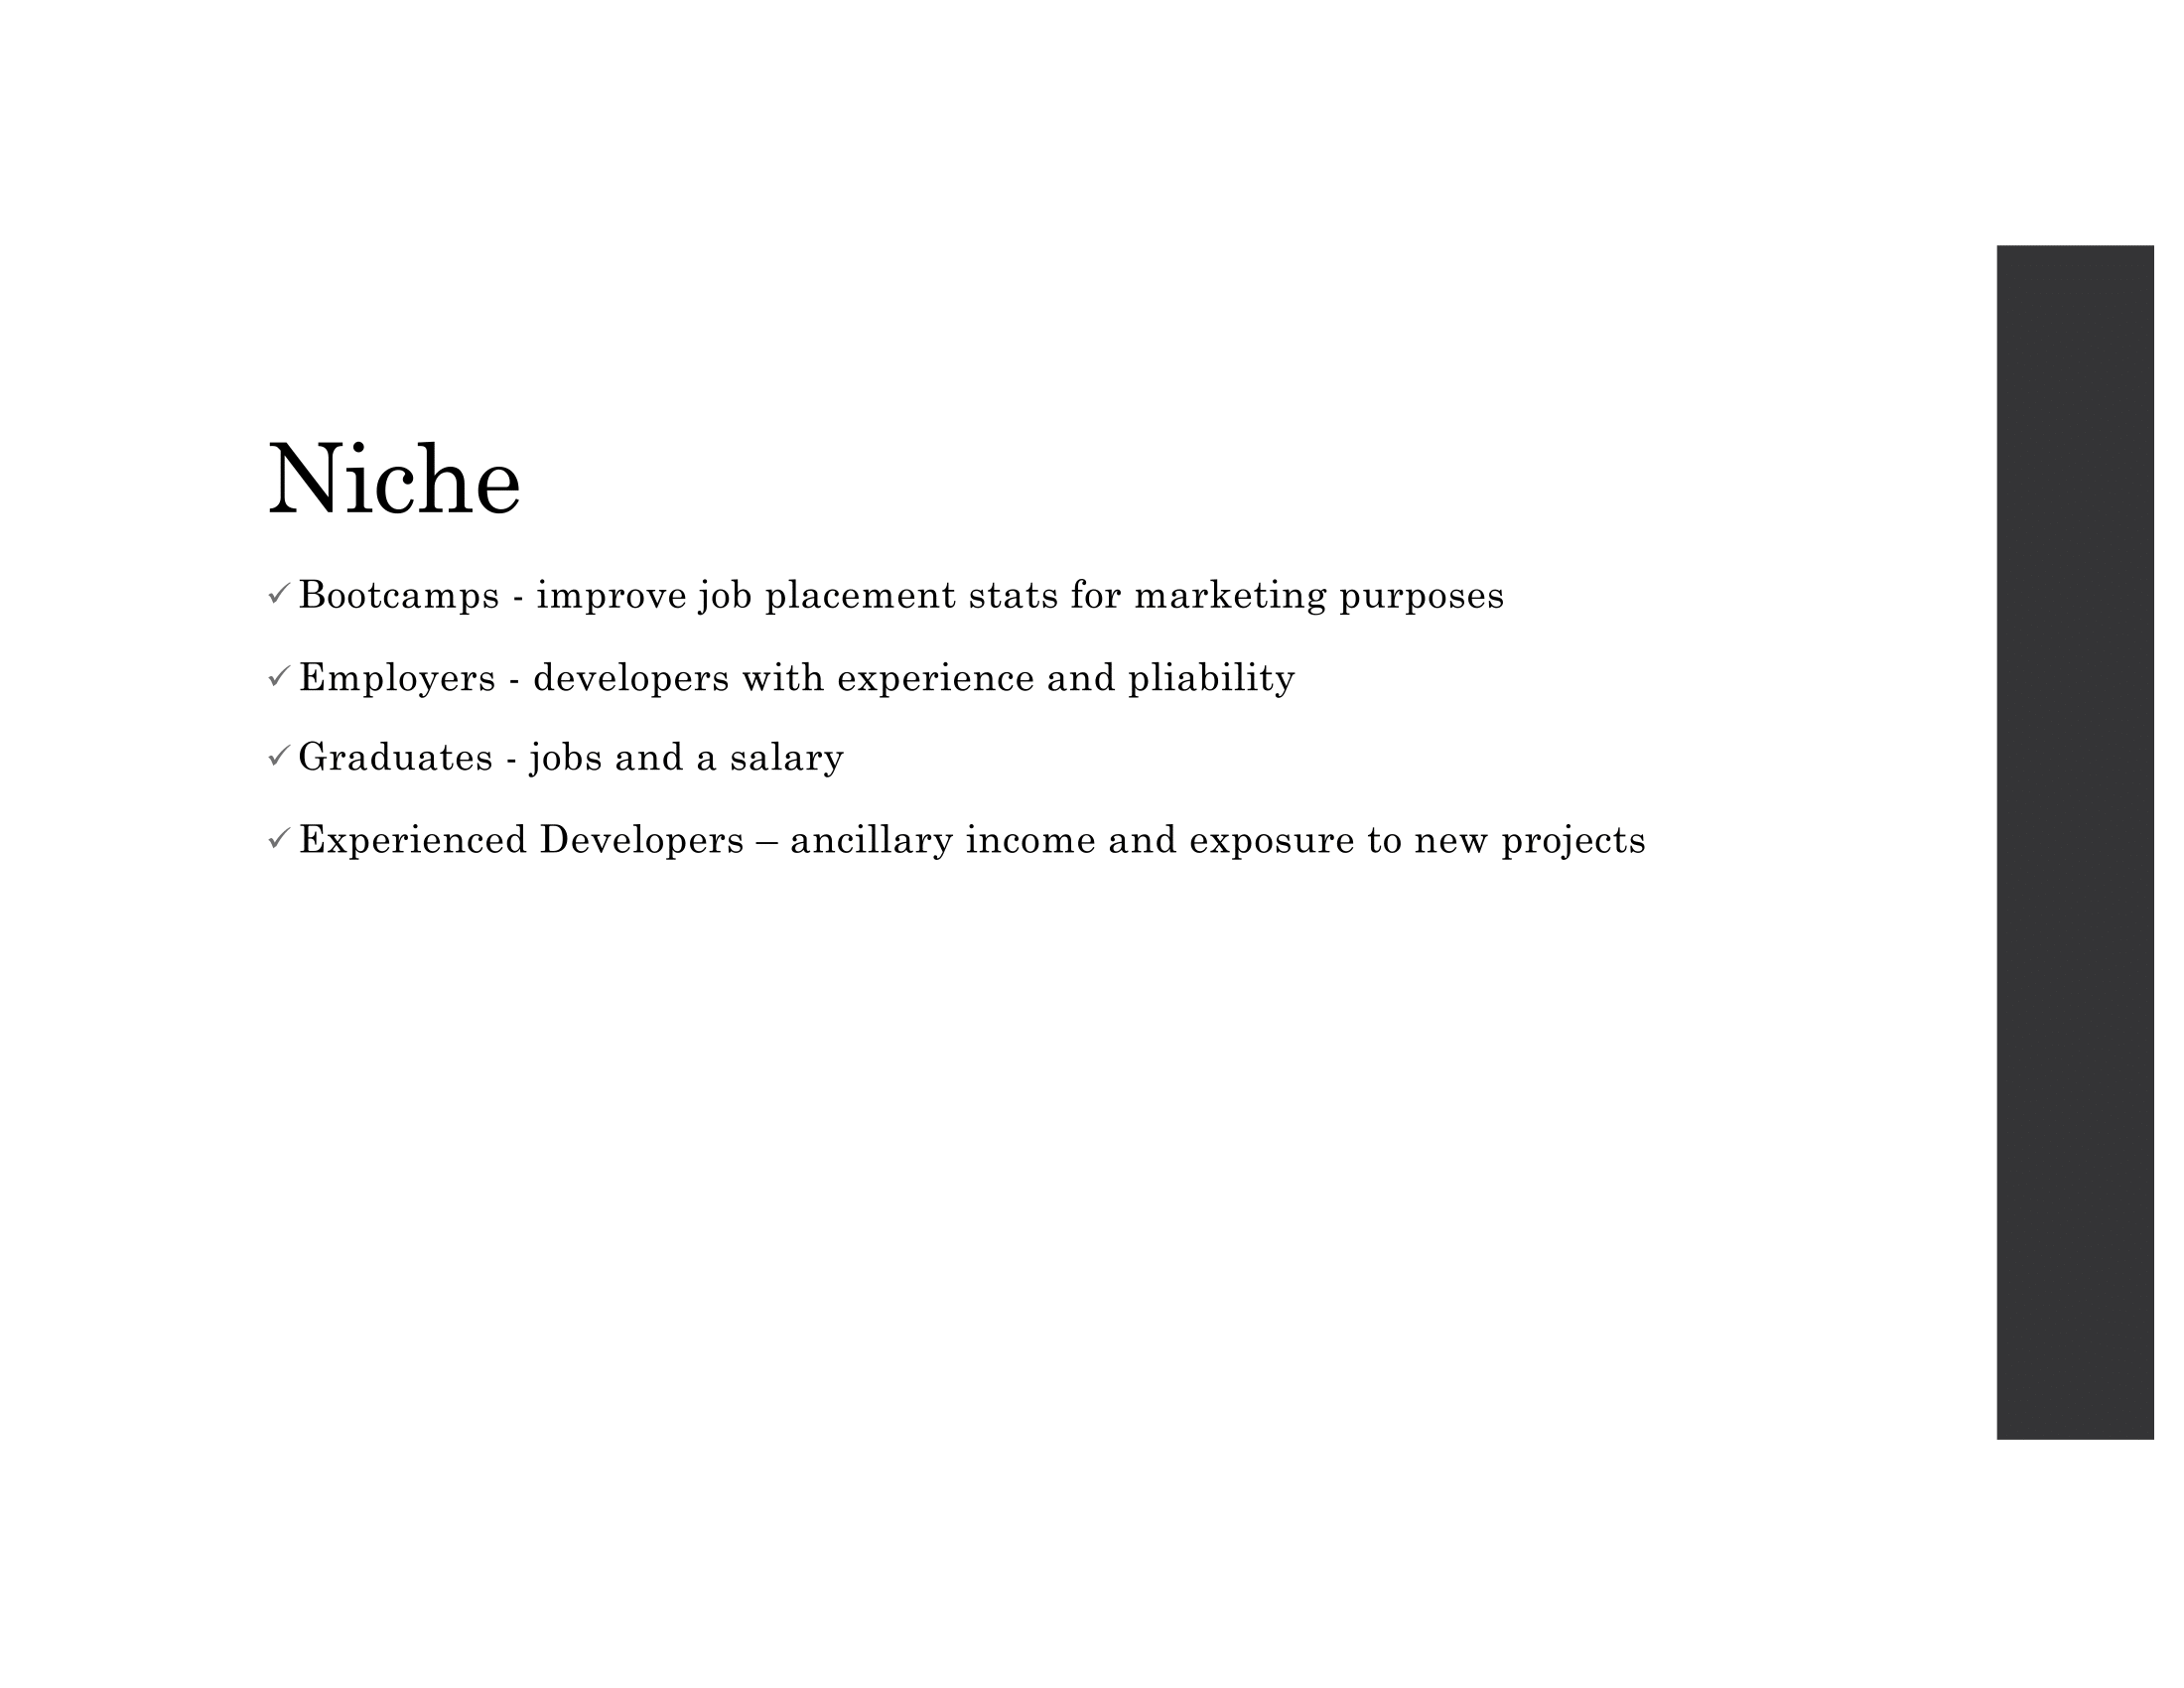 Niche
✓ Bootcamps - improve job placement stats for marketing purposes
✓ Employers - developers with experience and pliability
✓ Graduates - jobs and a salary
✓ Experienced Developers – ancillary income and exposure to new projects